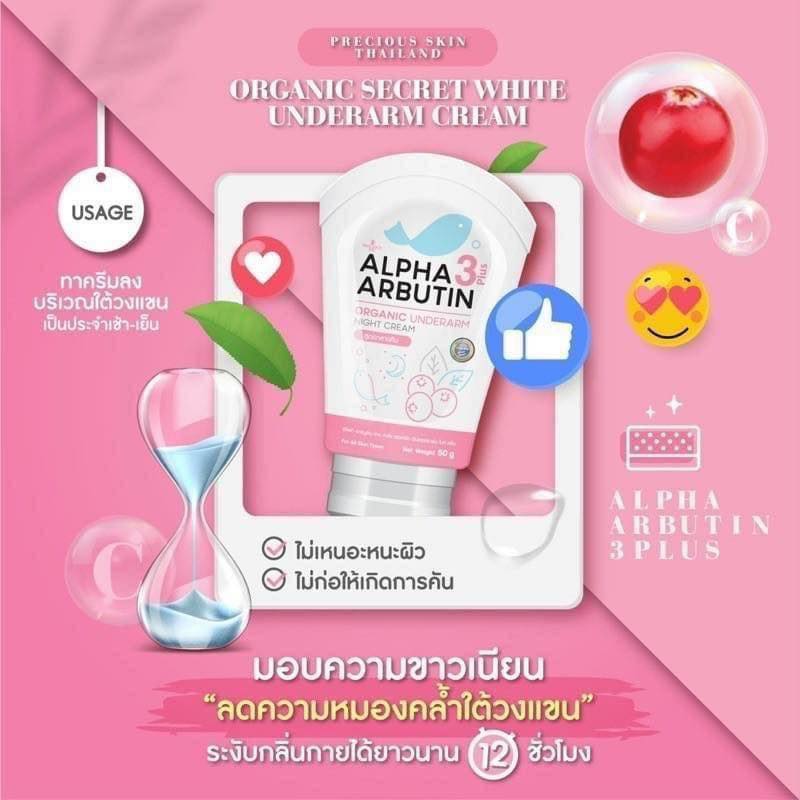 PRECIOUS SKIN
THAILAND
ORGANIC SECRET WHITE
UNDERARM CREAM
USAGE
ทาครีมลง
บริเวณใต้วงแขน
เป็นประจำเช้า-เย็น
C
ALPHA 3 Plus
ARBUTIN
ORGANIC UNDERARM
NIGHT CREAM
For All Skin Types
Net. Weight 50 g
ALPHA
ARBUTIN
3PLUS
C
ไม่เหนอะหนะผิว
ไม่ก่อให้เกิดการคัน
มอบความขาวเนียน
“ลดความหมองคล้ำใต้วงแขน”
ระงับกลิ่นกายได้ยาวนาน 12 ชั่วโมง